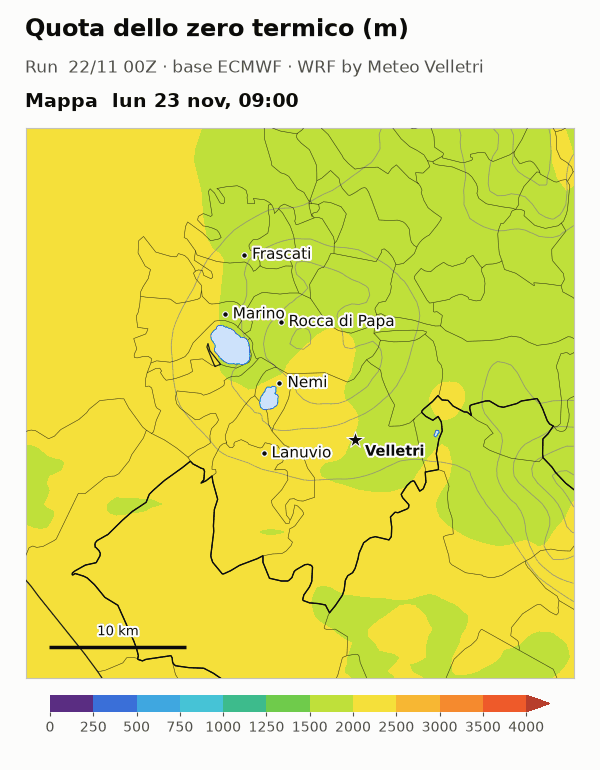 Quota dello zero termico (m)
Run  22/11 00Z · base ECMWF · WRF by Meteo Velletri
Mappa  lun 23 nov, 09:00
Frascati
Marino
Rocca di Papa
Nemi
Velletri
Lanuvio
10 km
0 250 500 750 1000 1250 1500 2000 2500 3000 3500 4000